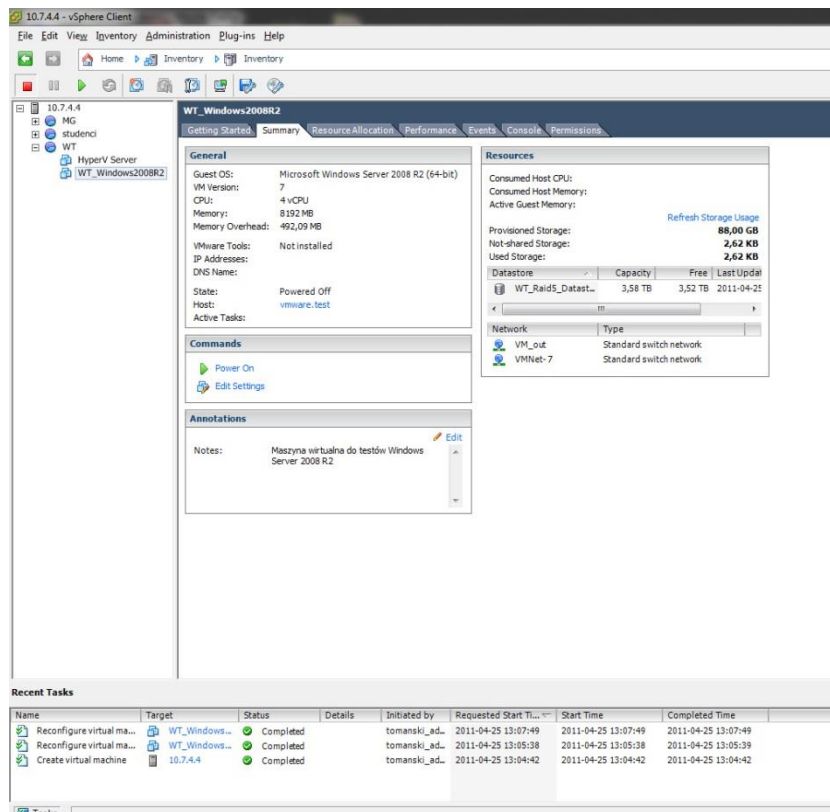 10.7.4.4 - vSphere Client
File Edit View Inventory Administration Plug-ins Help
Home Inventory Inventory
10.7.4.4
MG
studenci
WT
HyperV Server
WT_Windows2008R2
WT_Windows2008R2
Getting Started Summary Resource Allocation Performance Events Console Permissions
General
Guest OS: Microsoft Windows Server 2008 R2 (64-bit)
VM Version: 7
CPU: 4 vCPU
Memory: 8192 MB
Memory Overhead: 492,09 MB
VMware Tools: Not installed
IP Addresses:
DNS Name:
State: Powered Off
Host: vmware.test
Active Tasks:
Commands
Power On
Edit Settings
Annotations
Edit
Notes: Maszyna wirtualna do testów Windows
Server 2008 R2
Resources
Consumed Host CPU:
Consumed Host Memory:
Active Guest Memory:
Refresh Storage Usage
Provisioned Storage: 88,00 GB
Not-shared Storage: 2,62 KB
Used Storage: 2,62 KB
Datastore Capacity Free Last Updat
WT_Raid5_Datast... 3,58 TB 3,52 TB 2011-04-25
Network Type
VM_out Standard switch network
VMNet-7 Standard switch network
Recent Tasks
Name Target Status Details Initiated by Requested Start Ti... Start Time Completed Time
Reconfigure virtual ma... WT_Windows... Completed tomanski_ad... 2011-04-25 13:07:49 2011-04-25 13:07:49 2011-04-25 13:07:49
Reconfigure virtual ma... WT_Windows... Completed tomanski_ad... 2011-04-25 13:05:38 2011-04-25 13:05:38 2011-04-25 13:05:39
Create virtual machine 10.7.4.4 Completed tomanski_ad... 2011-04-25 13:04:42 2011-04-25 13:04:42 2011-04-25 13:04:42
Tasks